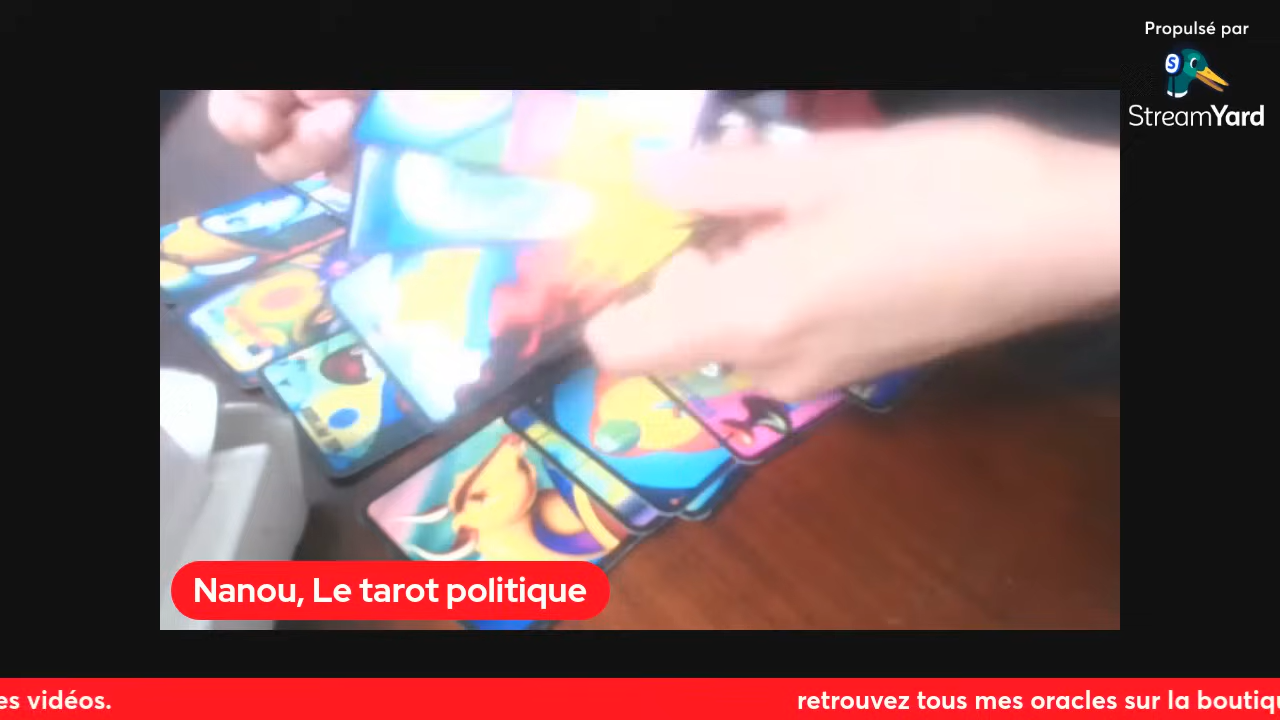 Propulsé par
StreamYard
Nanou, Le tarot politique
es vidéos.
retrouvez tous mes oracles sur la boutiqu